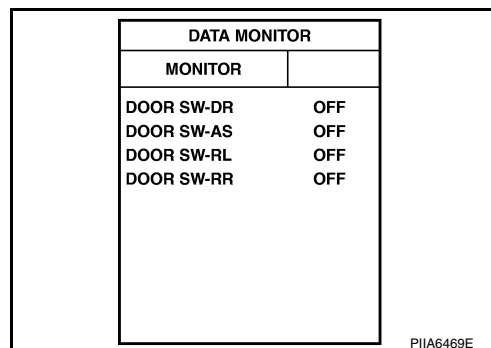 DATA MONITOR
MONITOR
DOOR SW-DR OFF
DOOR SW-AS OFF
DOOR SW-RL OFF
DOOR SW-RR OFF
PIIA6469E